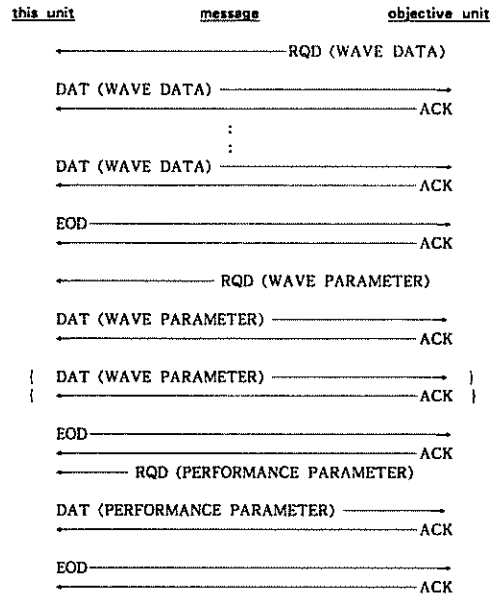 this unit message objective unit
RQD (WAVE DATA)
DAT (WAVE DATA)
ACK
:
:
DAT (WAVE DATA)
ACK
EOD
ACK
RQD (WAVE PARAMETER)
DAT (WAVE PARAMETER)
ACK
{ DAT (WAVE PARAMETER) }
{ ACK }
EOD
ACK
RQD (PERFORMANCE PARAMETER)
DAT (PERFORMANCE PARAMETER)
ACK
EOD
ACK